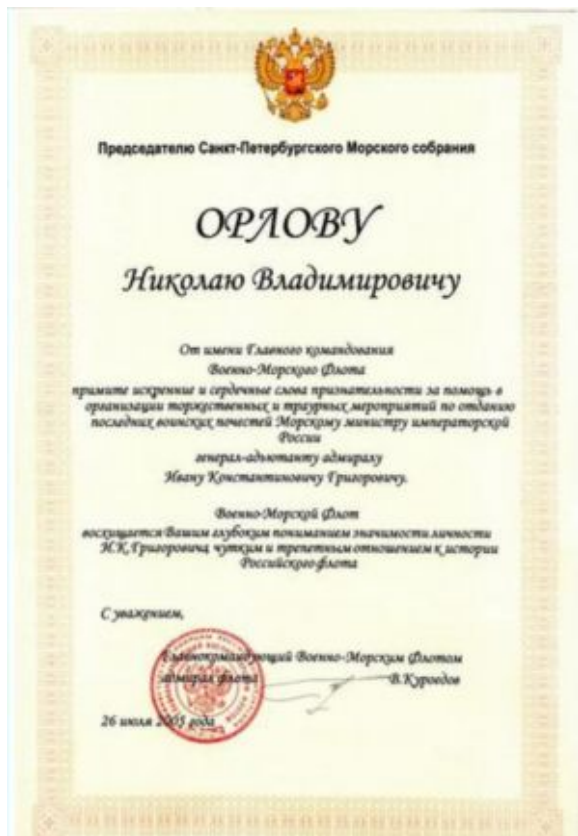 Председателю Санкт-Петербургского Морского собрания
ОРЛОВУ
Николаю Владимировичу
От имени Главного командования
Военно-Морского Флота
примите искренние и сердечные слова признательности за помощь в
организации торжественных и траурных мероприятий по отданию
последних воинских почестей Морскому министру императорской
России
генерал-адьютанту адмиралу
Ивану Константиновичу Григоровичу.
Военно-Морской Флот
восхищается Вашим глубоким пониманием значимости личности
И.К.Григоровича, чутким и трепетным отношением к истории
Российского флота
С уважением,
Главнокомандующий Военно-Морским Флотом
адмирал флота В.Куроедов
26 июля 2005 года